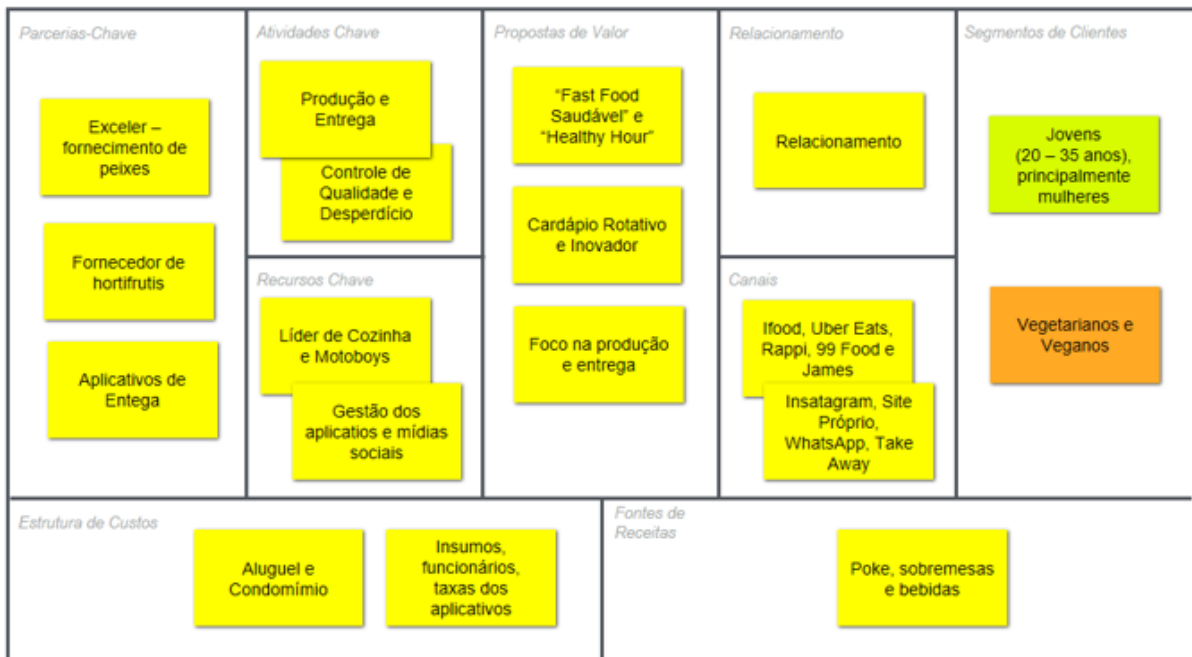 Parcerias-Chave
Exceler –
fornecimento de
peixes
Fornecedor de
hortifrutis
Aplicativos de
Entega
Atividades Chave
Produção e
Entrega
Controle de
Qualidade e
Desperdício
Recursos Chave
Líder de Cozinha
e Motoboys
Gestão dos
aplicatios e mídias
sociais
Propostas de Valor
“Fast Food
Saudável” e
“Healthy Hour”
Cardápio Rotativo
e Inovador
Foco na produção
e entrega
Relacionamento
Relacionamento
Canais
Ifood, Uber Eats,
Rappi, 99 Food e
James
Insatagram, Site
Próprio,
WhatsApp, Take
Away
Segmentos de Clientes
Jovens
(20 – 35 anos),
principalmente
mulheres
Vegetarianos e
Veganos
Estrutura de Custos
Aluguel e
Condomímio
Insumos,
funcionários,
taxas dos
aplicativos
Fontes de
Receitas
Poke, sobremesas
e bebidas